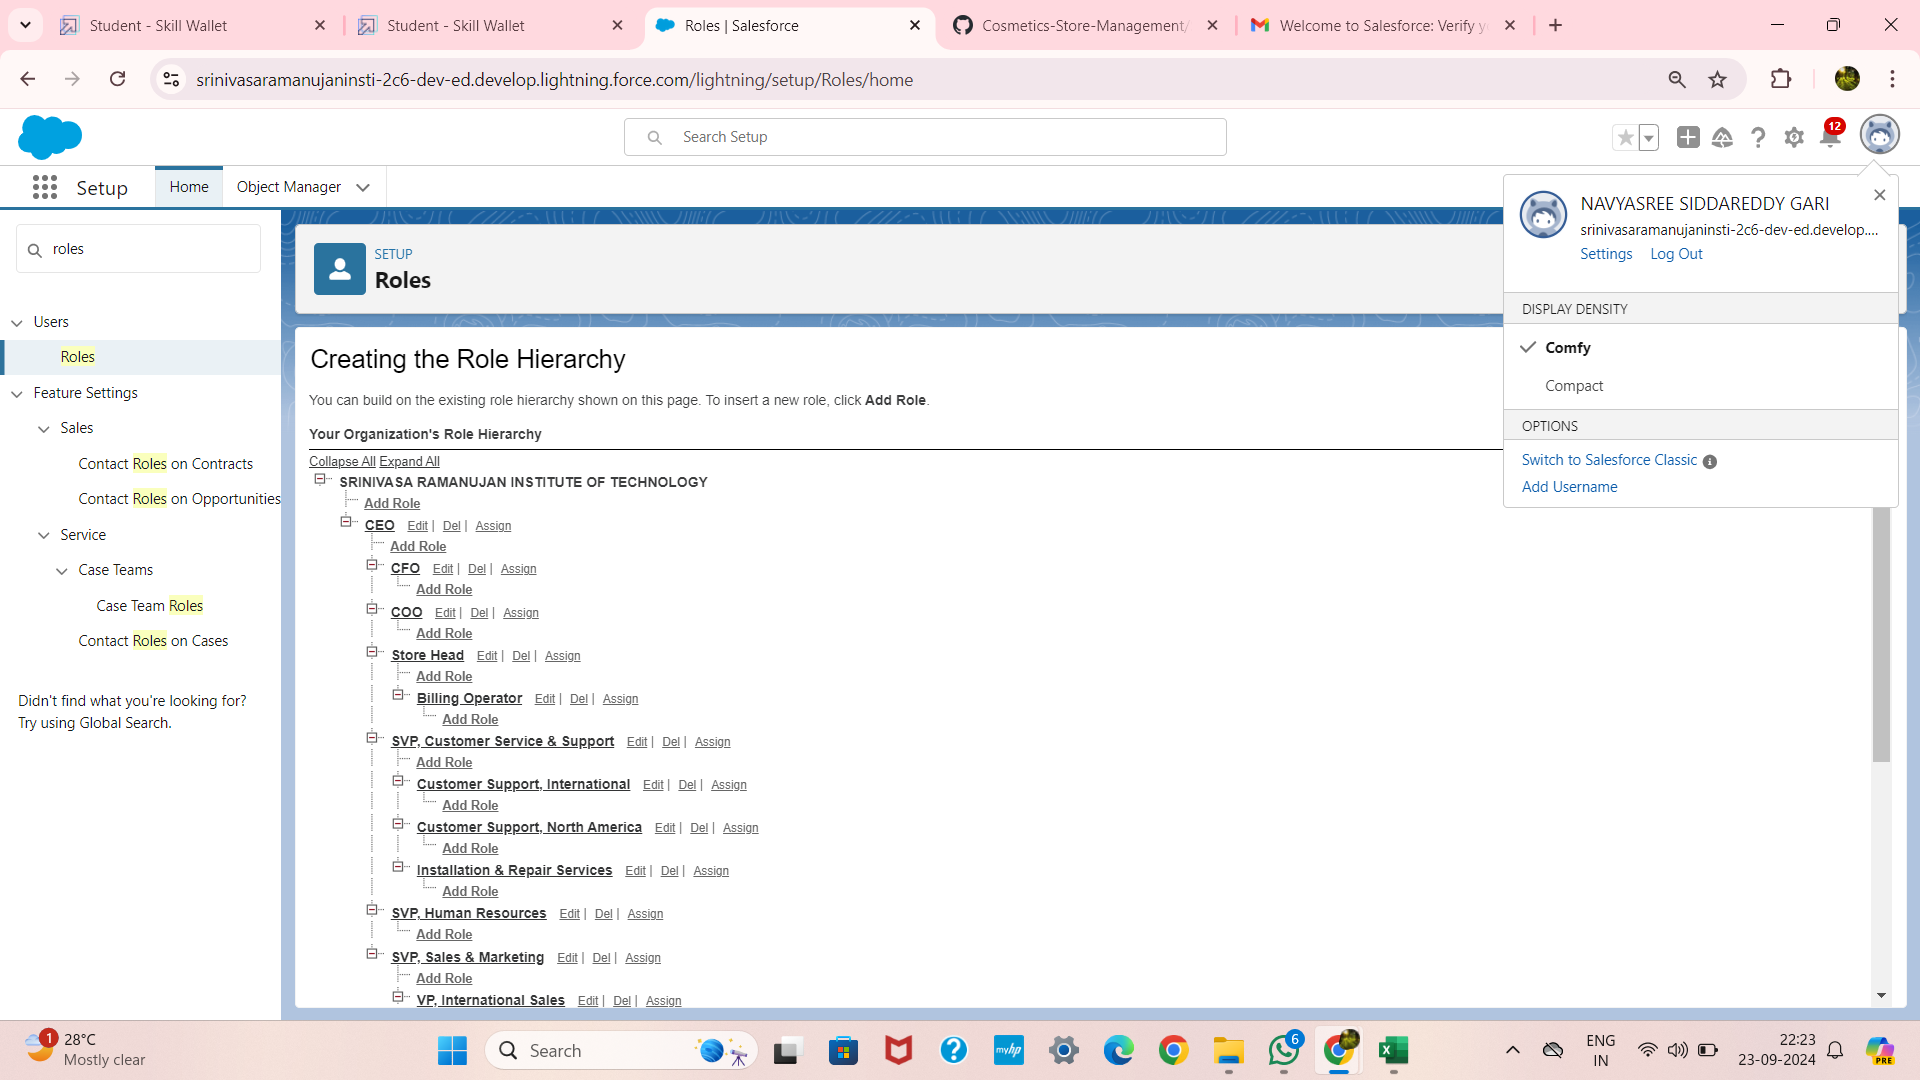 Student - Skill Wallet
Student - Skill Wallet
Roles | Salesforce
Cosmetics-Store-Management/
Welcome to Salesforce: Verify yo
srinivasaramanujaninsti-2c6-dev-ed.develop.lightning.force.com/lightning/setup/Roles/home
Search Setup
12
Setup
Home
Object Manager
NAVYASREE SIDDAREDDY GARI
srinivasaramanujaninsti-2c6-dev-ed.develop....
Settings Log Out
DISPLAY DENSITY
Comfy
Compact
OPTIONS
Switch to Salesforce Classic
Add Username
roles
Users
Roles
Feature Settings
Sales
Contact Roles on Contracts
Contact Roles on Opportunities
Service
Case Teams
Case Team Roles
Contact Roles on Cases
Didn't find what you're looking for?
Try using Global Search.
SETUP
Roles
Creating the Role Hierarchy
You can build on the existing role hierarchy shown on this page. To insert a new role, click Add Role.
Your Organization's Role Hierarchy
Collapse All Expand All
SRINIVASA RAMANUJAN INSTITUTE OF TECHNOLOGY
Add Role
CEO Edit | Del | Assign
Add Role
CFO Edit | Del | Assign
Add Role
COO Edit | Del | Assign
Add Role
Store Head Edit | Del | Assign
Add Role
Billing Operator Edit | Del | Assign
Add Role
SVP, Customer Service & Support Edit | Del | Assign
Add Role
Customer Support, International Edit | Del | Assign
Add Role
Customer Support, North America Edit | Del | Assign
Add Role
Installation & Repair Services Edit | Del | Assign
Add Role
SVP, Human Resources Edit | Del | Assign
Add Role
SVP, Sales & Marketing Edit | Del | Assign
Add Role
VP, International Sales Edit | Del | Assign
1
28°C
Mostly clear
Search
myhp
6
ENG
IN
22:23
23-09-2024
PRE